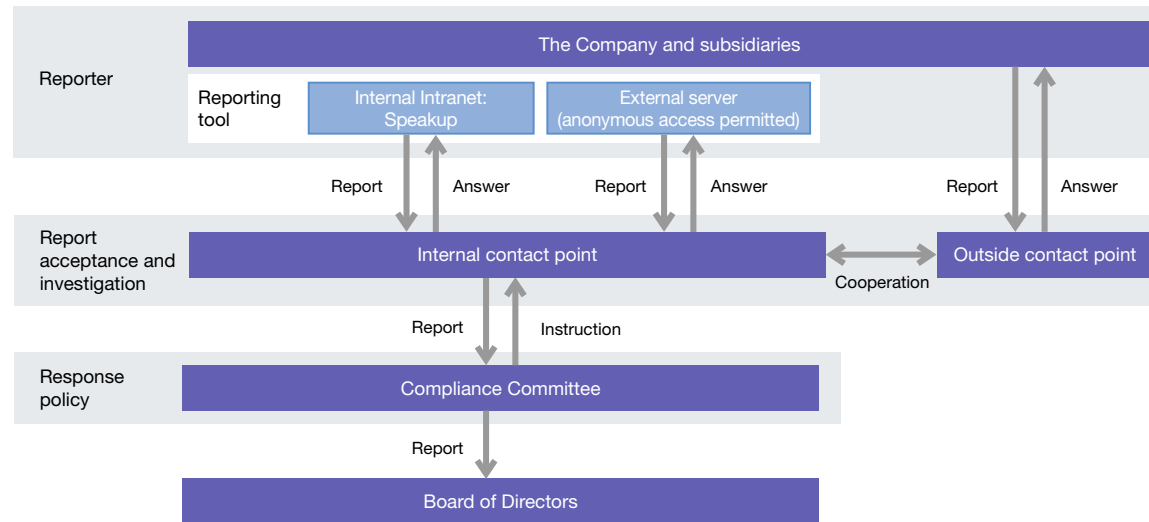 The Company and subsidiaries
Reporter
Reporting
tool
Internal Intranet:
Speakup
External server
(anonymous access permitted)
Report
Answer
Report
Answer
Report
Answer
Report
acceptance and
investigation
Internal contact point
Outside contact point
Cooperation
Report
Instruction
Response
policy
Compliance Committee
Report
Board of Directors